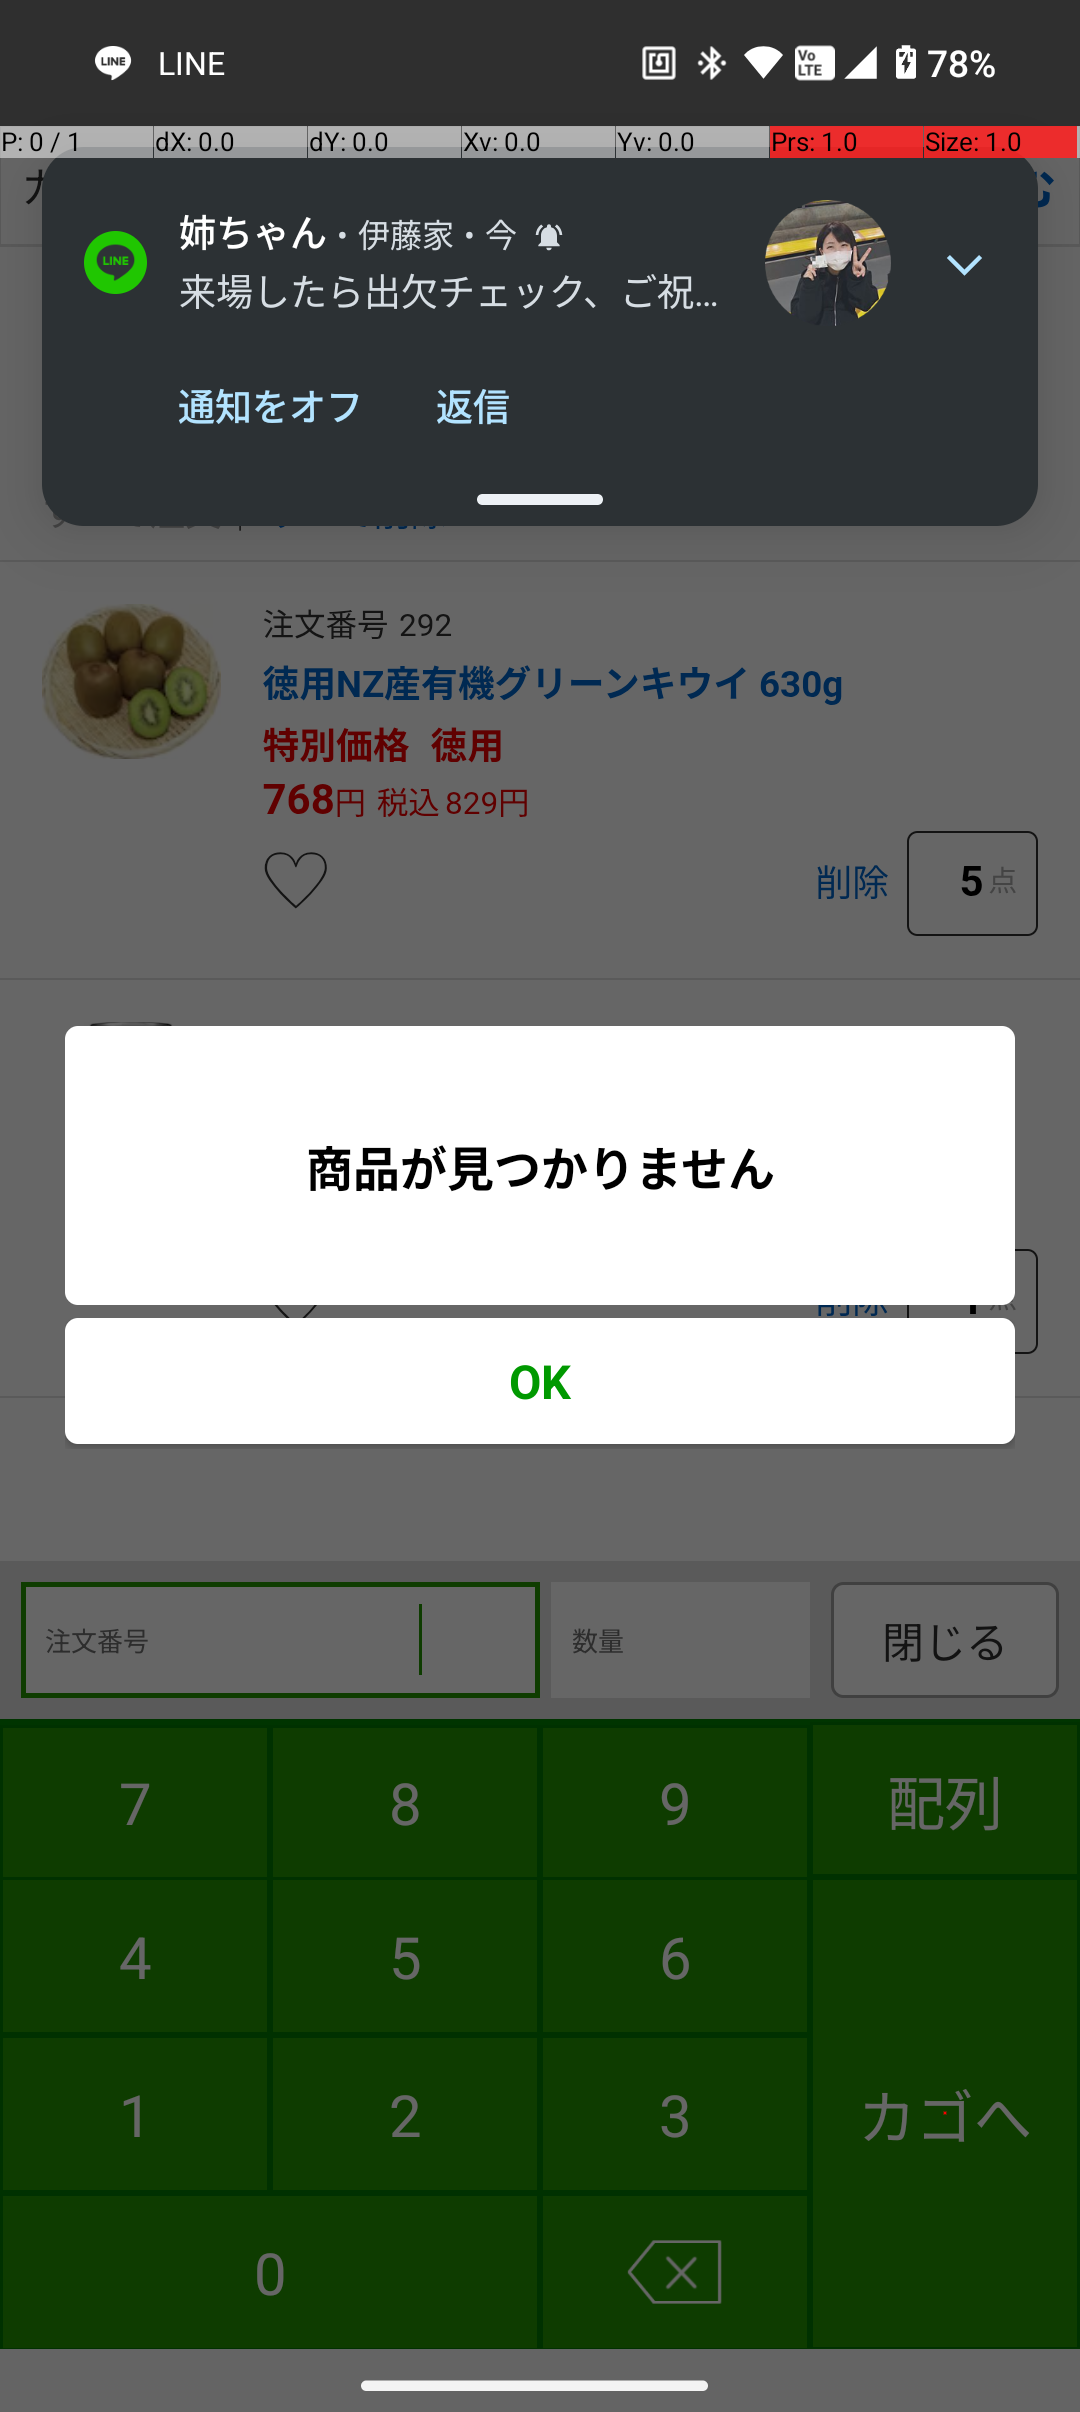 LINE 78%
P: 0 / 1 dX: 0.0 dY: 0.0 Xv: 0.0 Yv: 0.0 Prs: 1.0 Size: 1.0
姉ちゃん・伊藤家・今
LINE 来場したら出欠チェック、ご祝...
通知をオフ 返信
注文番号 292
徳用NZ産有機グリーンキウイ 630g
特別価格 徳用
768円 税込 829円
削除 5 点
商品が見つかりません
削除
OK
注文番号 数量 閉じる
7 8 9 配列
4 5 6
1 2 3 カゴへ
0